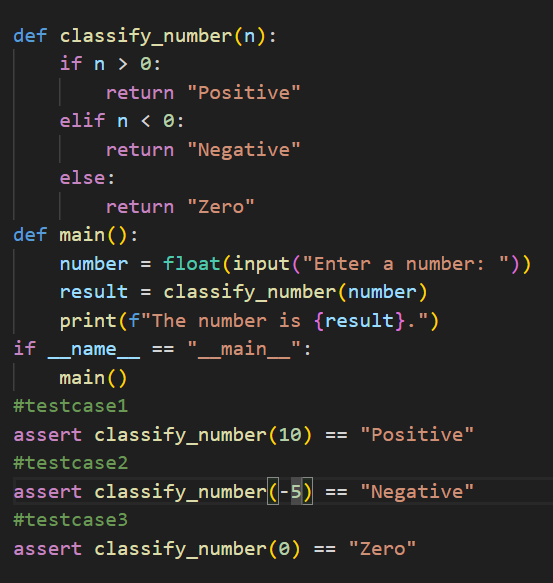 def classify_number(n):
    if n > 0:
        return "Positive"
    elif n < 0:
        return "Negative"
    else:
        return "Zero"
def main():
    number = float(input("Enter a number: "))
    result = classify_number(number)
    print(f"The number is {result}.")
if __name__ == "__main__":
    main()
#testcase1
assert classify_number(10) == "Positive"
#testcase2
assert classify_number(-5) == "Negative"
#testcase3
assert classify_number(0) == "Zero"